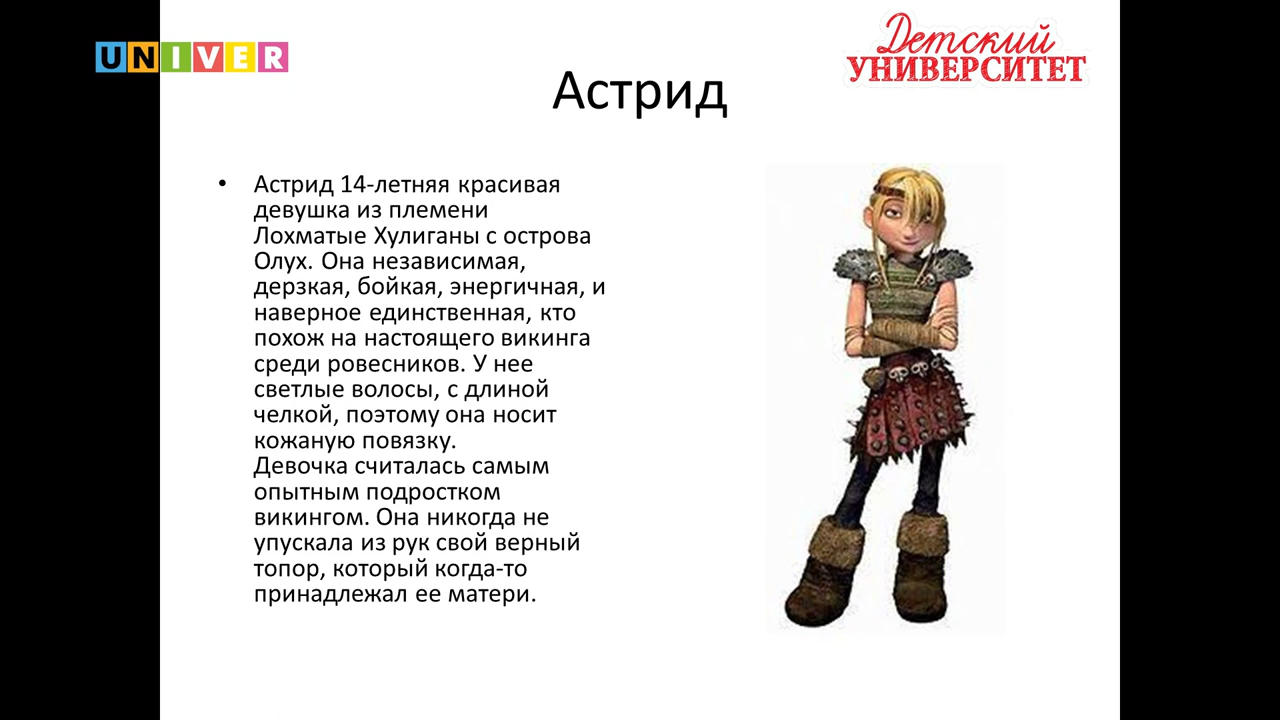 UNIVER
Детский
УНИВЕРСИТЕТ
Астрид
• Астрид 14-летняя красивая
девушка из племени
Лохматые Хулиганы с острова
Олух. Она независимая,
дерзкая, бойкая, энергичная, и
наверное единственная, кто
похож на настоящего викинга
среди ровесников. У нее
светлые волосы, с длиной
челкой, поэтому она носит
кожаную повязку.
Девочка считалась самым
опытным подростком
викингом. Она никогда не
упускала из рук свой верный
топор, который когда-то
принадлежал ее матери.